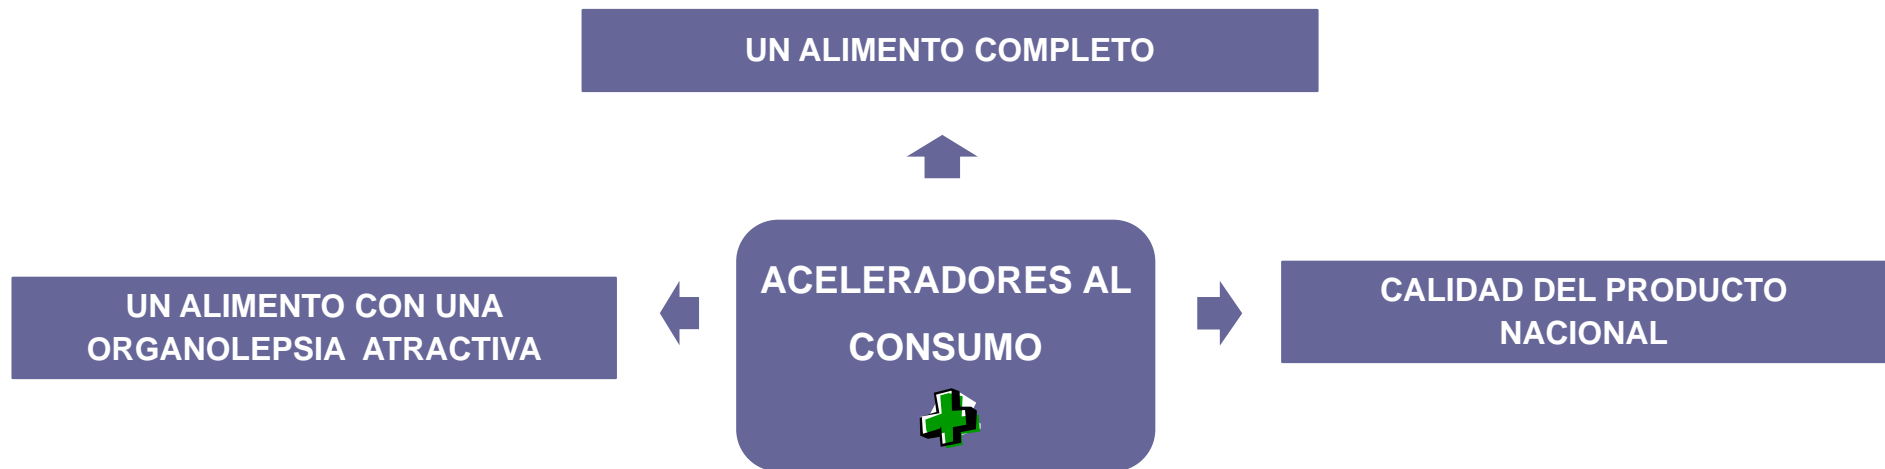 UN ALIMENTO COMPLETO
ACELERADORES AL
CONSUMO
UN ALIMENTO CON UNA
ORGANOLEPSIA ATRACTIVA
CALIDAD DEL PRODUCTO
NACIONAL